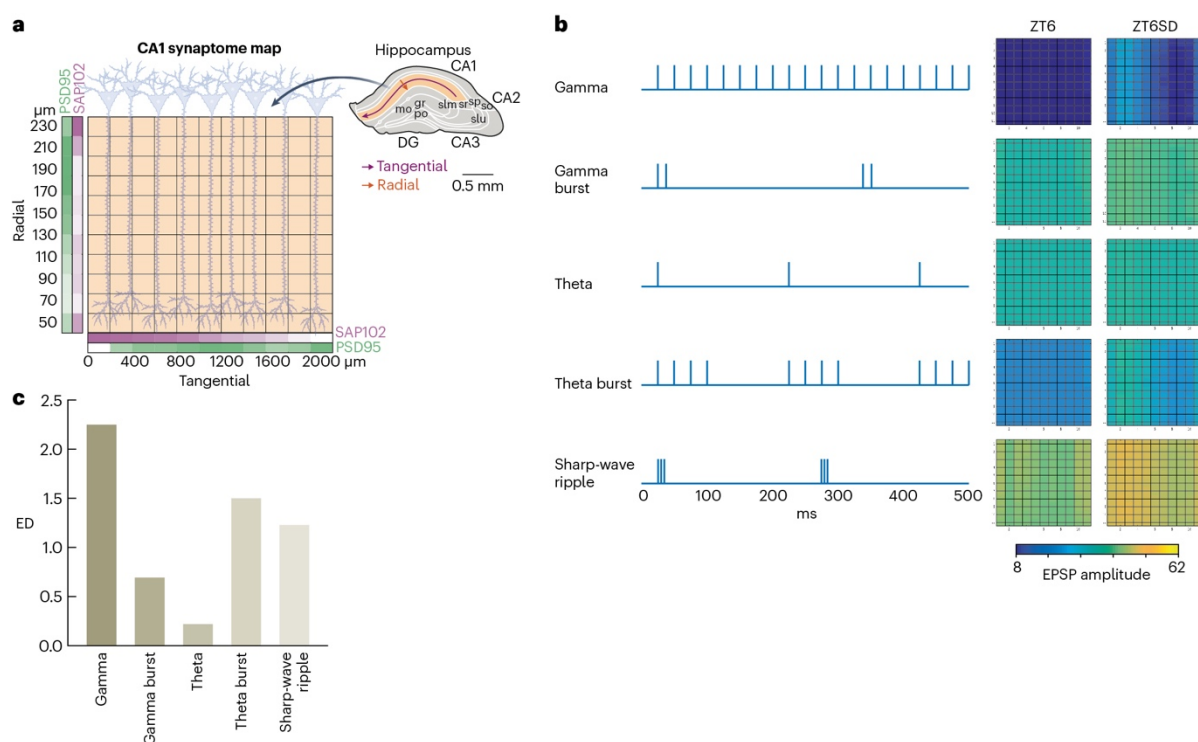 a
CA1 synaptome map
Hippocampus
CA1
CA2
CA3
DG
mo
gr
po
slm
sr
sp
so
slu
→ Tangential
→ Radial
0.5 mm
PSD95
SAP102
µm
230
210
190
170
150
130
110
90
70
50
Radial
SAP102
PSD95
0 400 800 1200 1600 2000 µm
Tangential
b
ZT6 ZT6SD
Gamma
Gamma
burst
Theta
Theta burst
Sharp-wave
ripple
0 100 200 300 400 500
ms
8 62
EPSP amplitude
c
2.5
2.0
1.5
1.0
0.5
0.0
ED
Gamma
Gamma burst
Theta
Theta burst
Sharp-wave
ripple